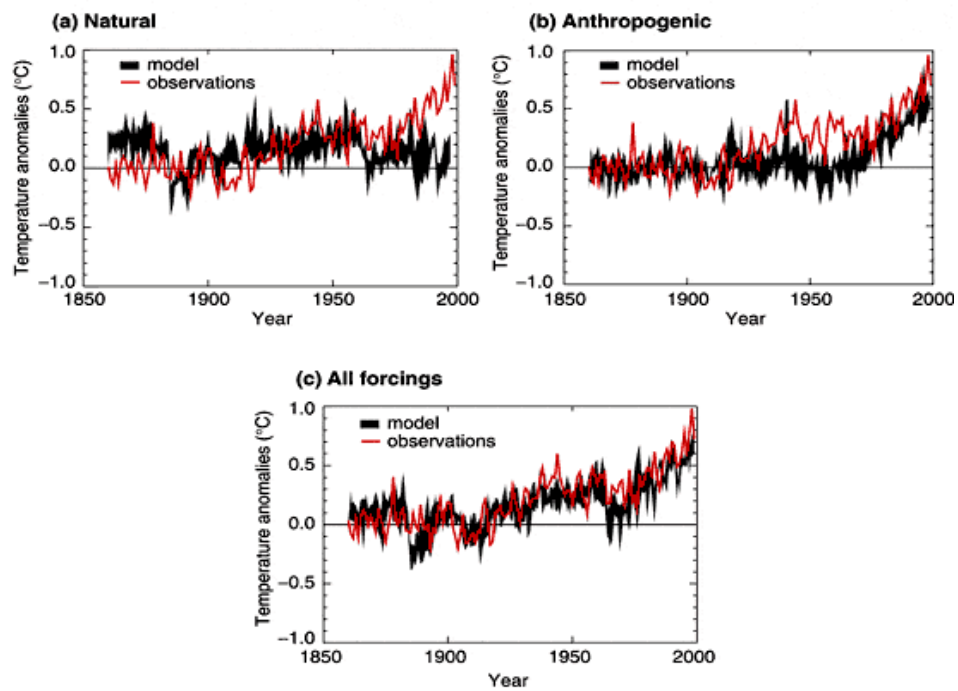 (a) Natural
Temperature anomalies (°C)
1.0
0.5
0.0
−0.5
−1.0
model
observations
1850
1900
1950
2000
Year
(b) Anthropogenic
Temperature anomalies (°C)
1.0
0.5
0.0
−0.5
−1.0
model
observations
1850
1900
1950
2000
Year
(c) All forcings
Temperature anomalies (°C)
1.0
0.5
0.0
−0.5
−1.0
model
observations
1850
1900
1950
2000
Year